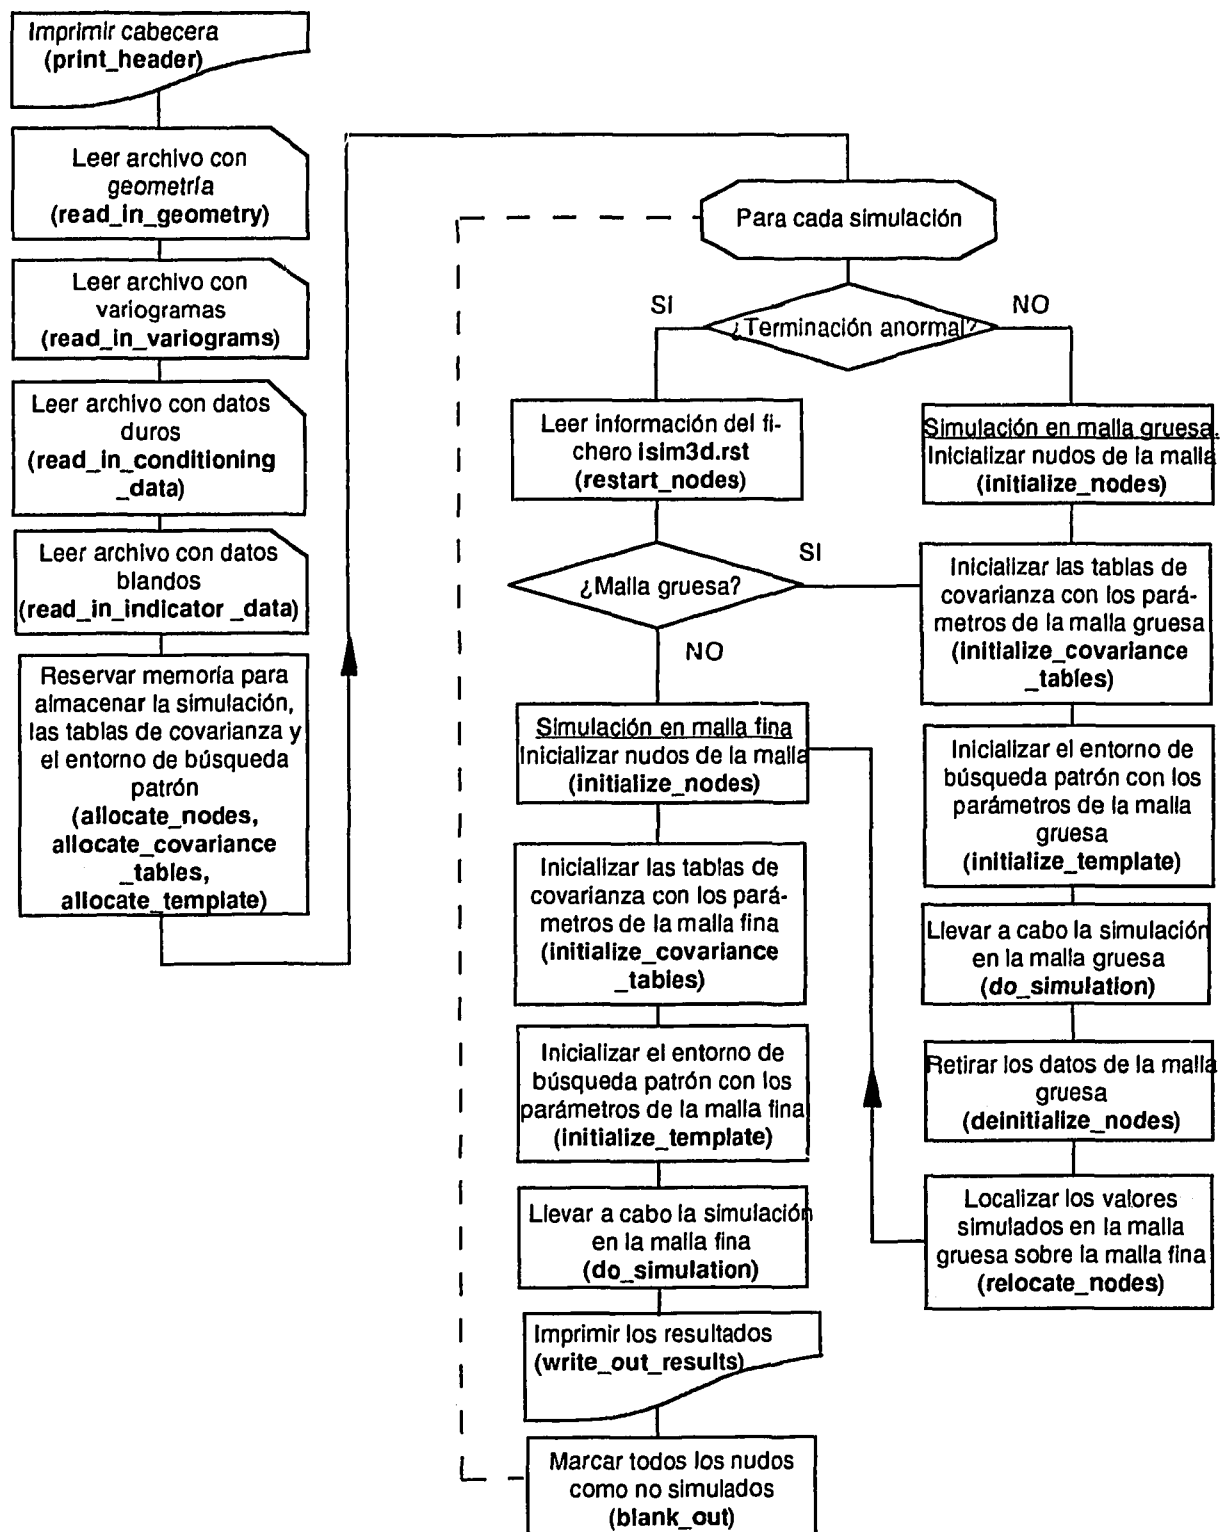 Imprimir cabecera
(print_header)
Leer archivo con
geometría
(read_in_geometry)
Leer archivo con
variogramas
(read_in_variograms)
Leer archivo con datos
duros
(read_in_conditioning
_data)
Leer archivo con datos
blandos
(read_in_indicator _data)
Reservar memoría para
almacenar la simulación,
las tablas de covarianza y
el entorno de búsqueda
patrón
(allocate_nodes,
allocate_covariance
_tables,
allocate_template)
Para cada simulación
¿Terminación anormal?
SI
NO
Leer información del fi-
chero isim3d.rst
(restart_nodes)
¿Malla gruesa?
SI
NO
Simulación en malla fina
Inicializar nudos de la malla
(initialize_nodes)
Inicializar las tablas de
covarianza con los pará-
metros de la malla fina
(initialize_covariance
_tables)
Inicializar el entorno de
búsqueda patrón con los
parámetros de la malla fina
(initialize_template)
Llevar a cabo la simulación
en la malla fina
(do_simulation)
Imprimir los resultados
(write_out_results)
Marcar todos los nudos
como no simulados
(blank_out)
Simulación en malla gruesa.
Inicializar nudos de la malla
(initialize_nodes)
Inicializar las tablas de
covarianza con los pará-
metros de la malla gruesa
(initialize_covariance
_tables)
Inicializar el entorno de
búsqueda patrón con los
parámetros de la malla
gruesa
(initialize_template)
Llevar a cabo la simulación
en la malla gruesa
(do_simulation)
Retirar los datos de la malla
gruesa
(deinitialize_nodes)
Localizar los valores
simulados en la malla
gruesa sobre la malla fina
(relocate_nodes)